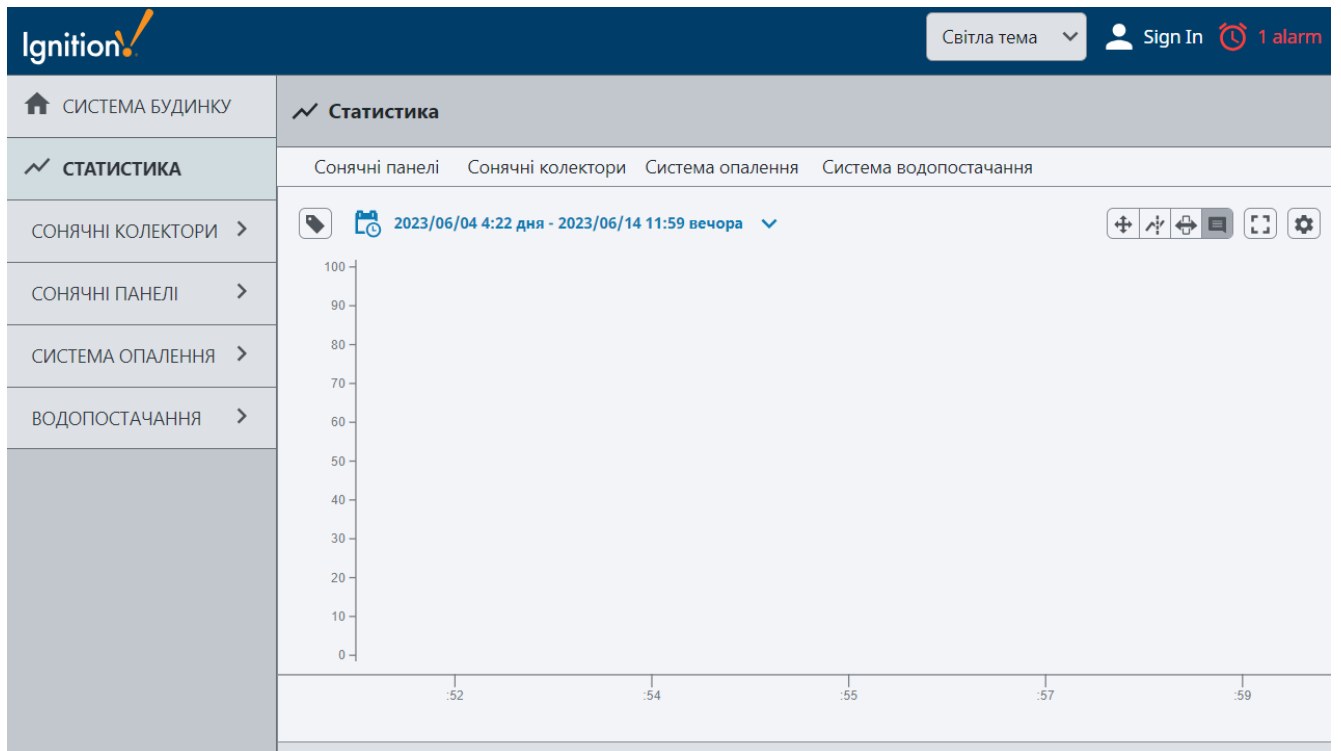 Ignition!
Світла тема
Sign In
1 alarm
СИСТЕМА БУДИНКУ
СТАТИСТИКА
СОНЯЧНІ КОЛЕКТОРИ
СОНЯЧНІ ПАНЕЛІ
СИСТЕМА ОПАЛЕННЯ
ВОДОПОСТАЧАННЯ
Статистика
Сонячні панелі Сонячні колектори Система опалення Система водопостачання
2023/06/04 4:22 дня - 2023/06/14 11:59 вечора
100
90
80
70
60
50
40
30
20
10
0
:52 :54 :55 :57 :59